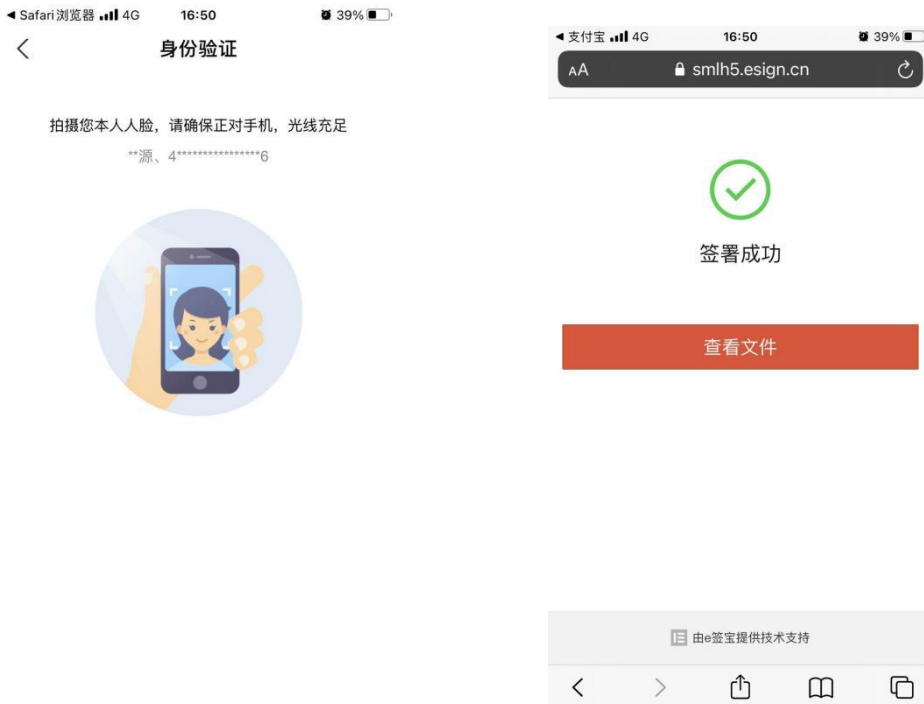 Safari浏览器 4G 16:50 39%
身份验证
拍摄您本人人脸，请确保正对手机，光线充足
**源、4****************6
支付宝 4G 16:50 39%
AA smlh5.esign.cn
签署成功
查看文件
由e签宝提供技术支持